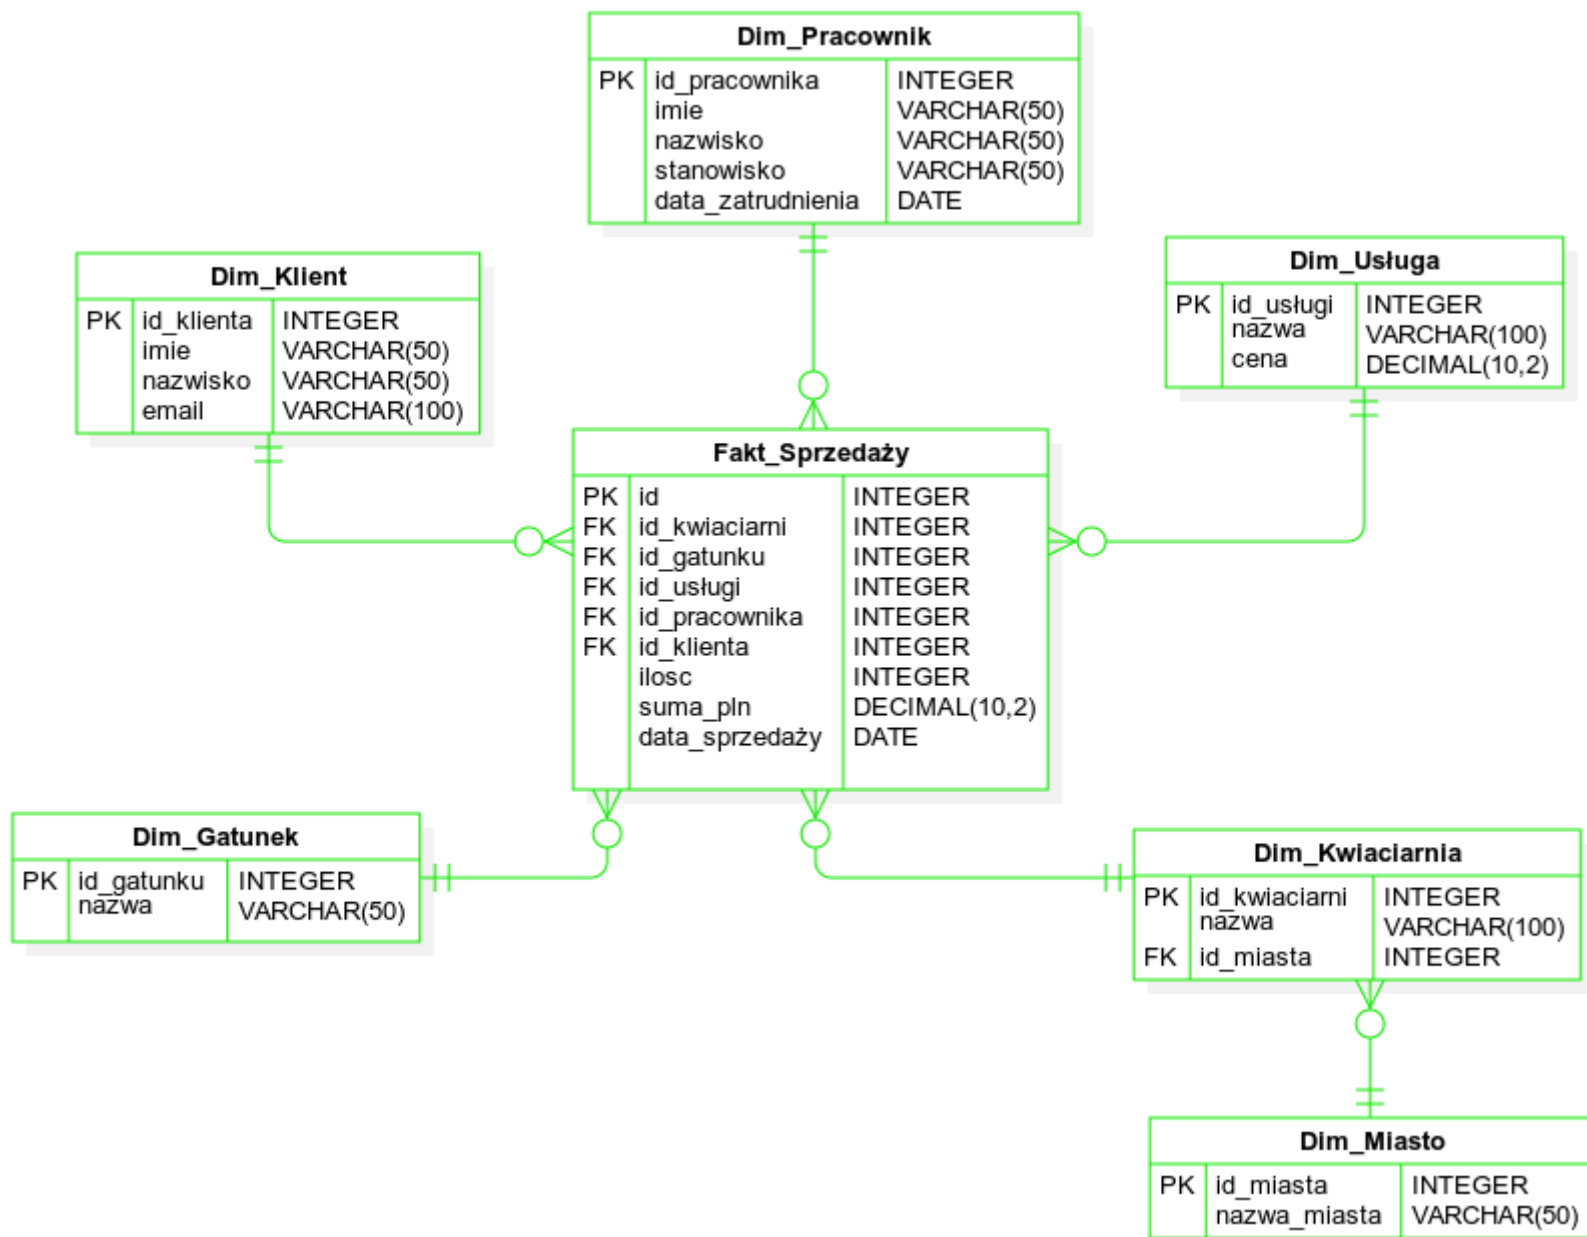 Dim_Pracownik
PK id_pracownika INTEGER
imie VARCHAR(50)
nazwisko VARCHAR(50)
stanowisko VARCHAR(50)
data_zatrudnienia DATE
Dim_Klient
PK id_klienta INTEGER
imie VARCHAR(50)
nazwisko VARCHAR(50)
email VARCHAR(100)
Dim_Usługa
PK id_usługi INTEGER
nazwa VARCHAR(100)
cena DECIMAL(10,2)
Fakt_Sprzedaży
PK id INTEGER
FK id_kwiaciarni INTEGER
FK id_gatunku INTEGER
FK id_usługi INTEGER
FK id_pracownika INTEGER
FK id_klienta INTEGER
ilosc INTEGER
suma_pln DECIMAL(10,2)
data_sprzedaży DATE
Dim_Gatunek
PK id_gatunku INTEGER
nazwa VARCHAR(50)
Dim_Kwiaciarnia
PK id_kwiaciarni INTEGER
nazwa VARCHAR(100)
FK id_miasta INTEGER
Dim_Miasto
PK id_miasta INTEGER
nazwa_miasta VARCHAR(50)